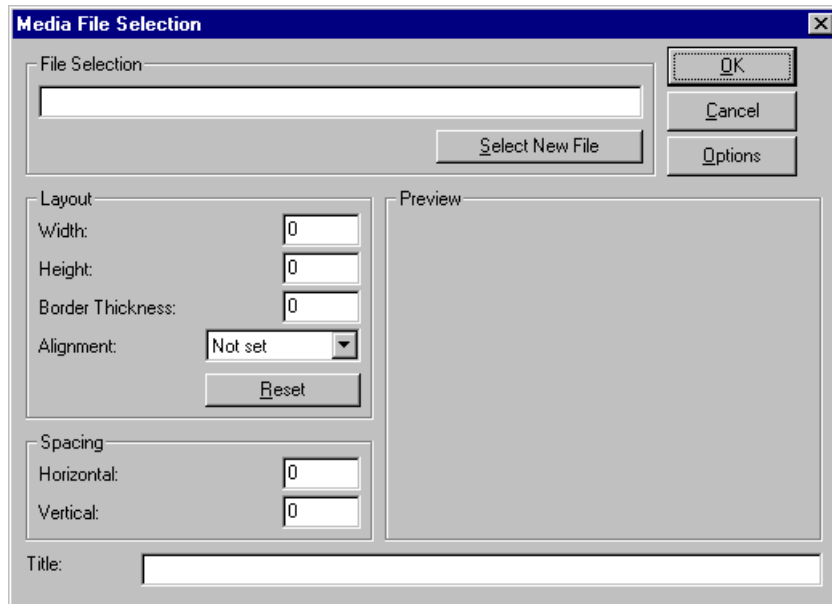 Media File Selection
File Selection
OK
Cancel
Select New File
Options
Layout
Preview
Width: 0
Height: 0
Border Thickness: 0
Alignment: Not set
Reset
Spacing
Horizontal: 0
Vertical: 0
Title: